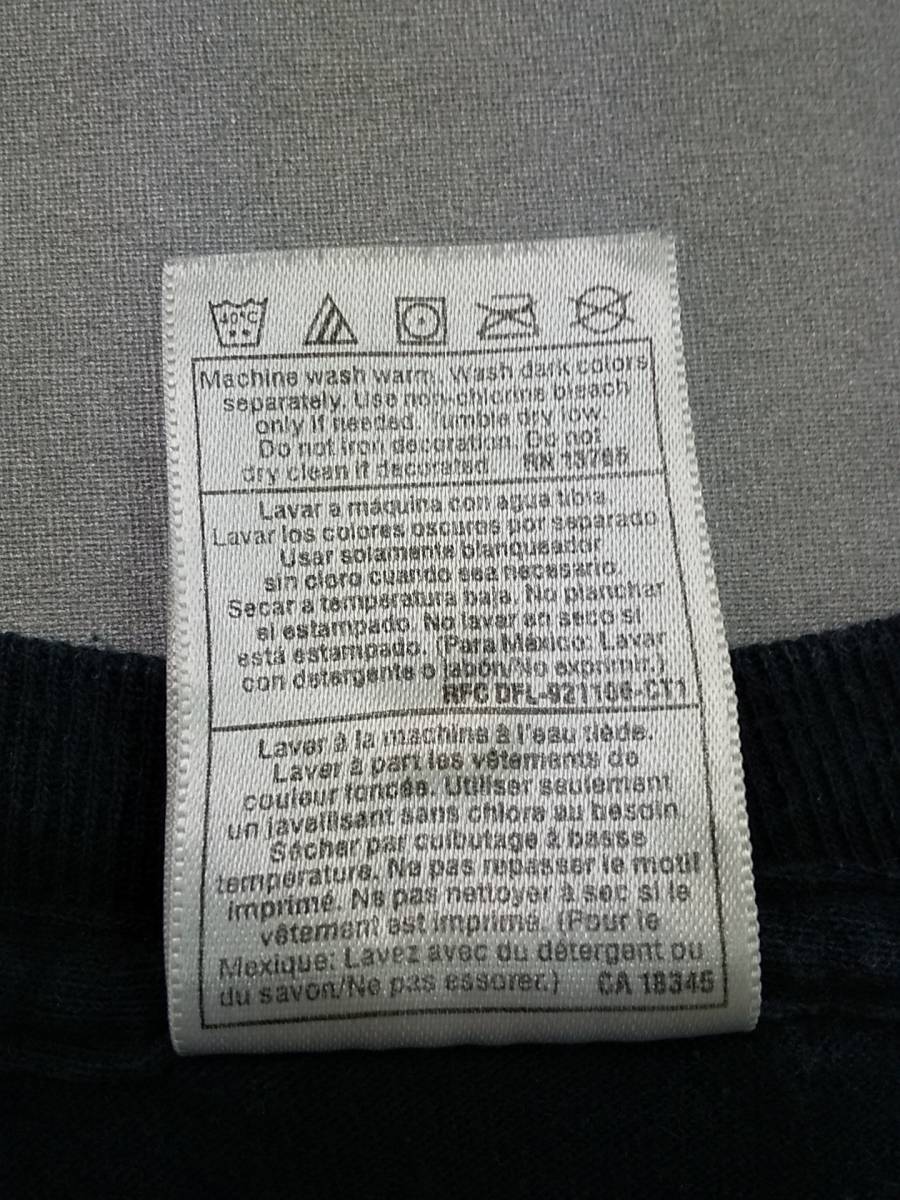 40°C
Machine wash warm. Wash dark colors
separately. Use non-chlorine bleach
only if needed. Tumble dry low.
Do not iron decoration. Do not
dry clean if decorated. RN 13765
Lavar a máquina con agua tibia.
Lavar los colores oscuros por separado
Usar solamente blanqueador
sin cloro cuando sea necesario.
Secar a temperatura baja. No planchar
si estampado. No lavar en seco si
está estampado. (Para México: Lavar
con detergente o jabón/No exprimir.)
RFC DFL-921106-CT1
Laver à la machine à l'eau tiède.
Laver à part les vêtements de
couleur foncés. Utiliser seulement
un javellisant sans chlore au besoin.
Sécher par culbutage à basse
température. Ne pas repasser le motif
imprimé. Ne pas nettoyer à sec si le
vêtement est imprimé. (Pour le
Mexique: Lavez avec du détergent ou
du savon/Ne pas essorer.) CA 18345